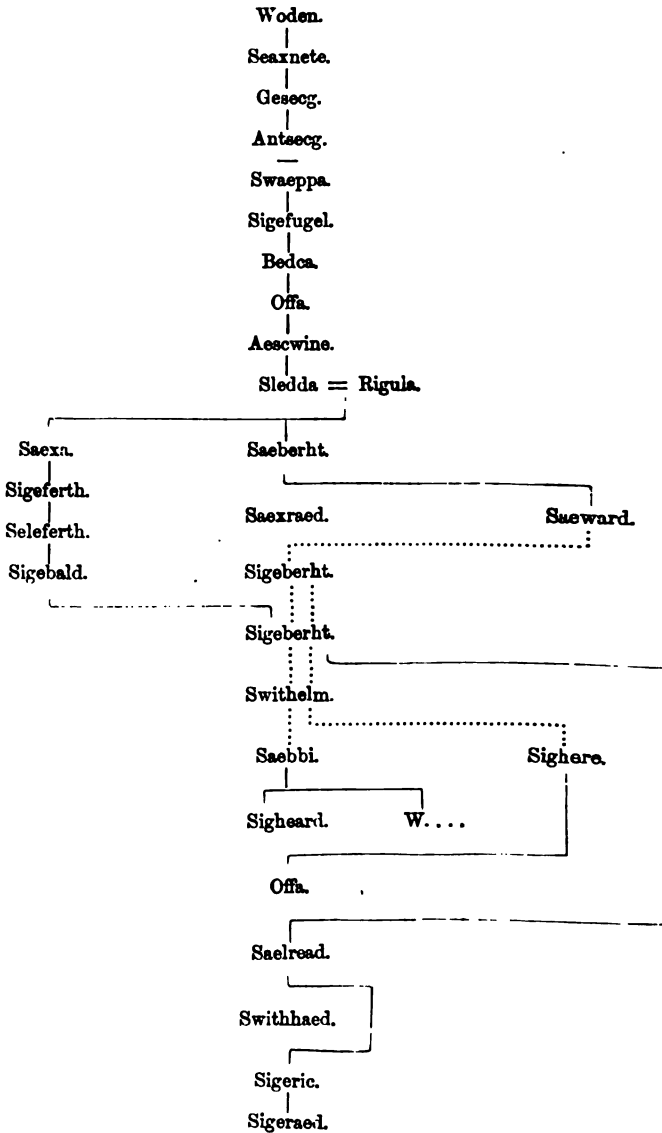 Woden.
Seaxnete.
Gesecg.
Antsecg.
Swaeppa.
Sigefugel.
Bedca.
Offa.
Aescwine.
Sledda = Rigula.
Saexa. Saeberht.
Sigeferth.
Saexraed. Saeward.
Seleferth.
Sigebald. Sigeberht.
Sigeberht.
Swithelm.
Saebbi. Sighere.
Sigheard. W....
Offa.
Saelread.
Swithhaed.
Sigeric.
Sigeraed.